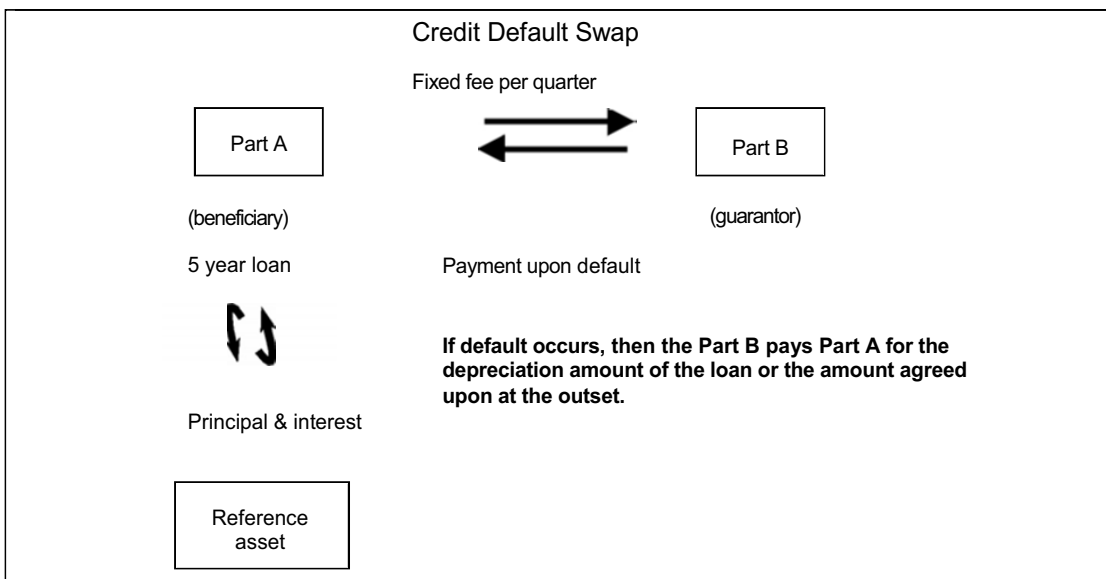 Credit Default Swap
Fixed fee per quarter
Part A
Part B
(beneficiary)
(guarantor)
5 year loan
Payment upon default
If default occurs, then the Part B pays Part A for the
depreciation amount of the loan or the amount agreed
upon at the outset.
Principal & interest
Reference
asset